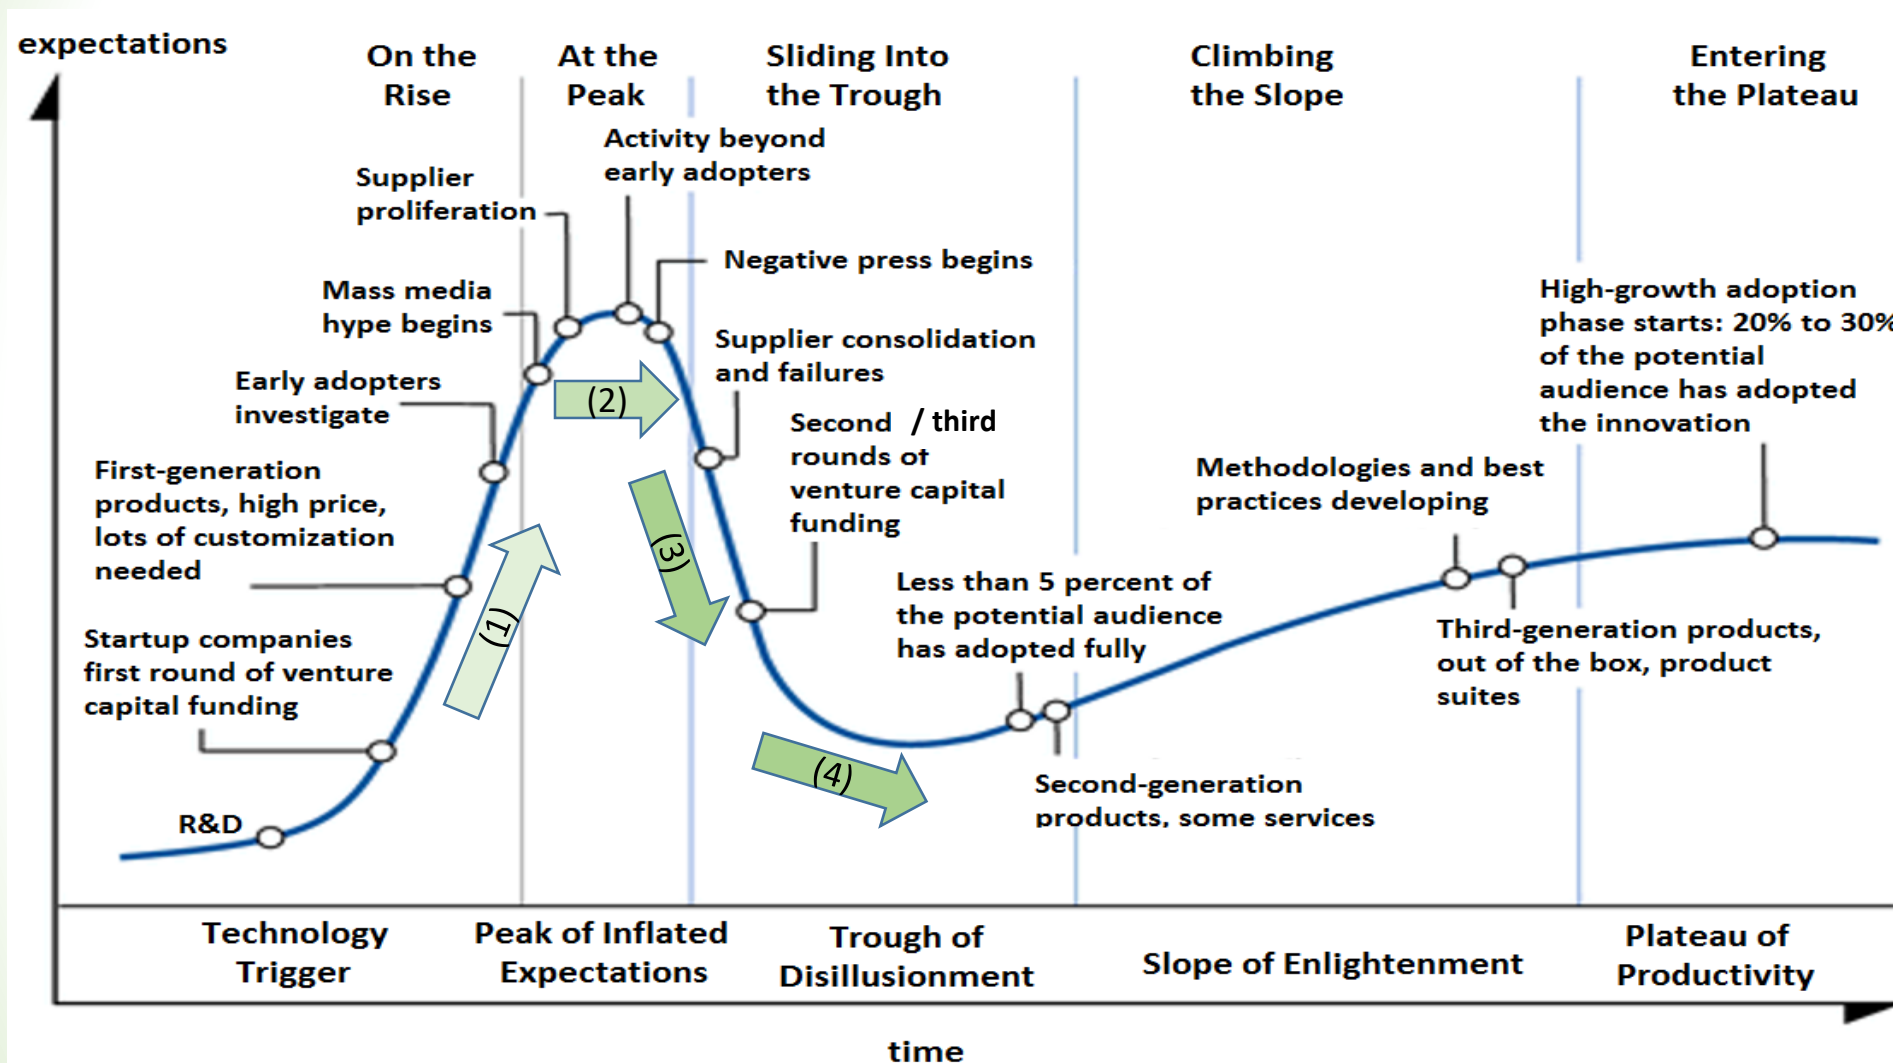 expectations
On the
Rise
At the
Peak
Sliding Into
the Trough
Climbing
the Slope
Entering
the Plateau
Activity beyond
early adopters
Supplier
proliferation
Negative press begins
Mass media
hype begins
High-growth adoption
phase starts: 20% to 30%
of the potential
audience has adopted
the innovation
Supplier consolidation
and failures
Early adopters
investigate
(2)
Second / third
rounds of
venture capital
funding
First-generation
products, high price,
lots of customization
needed
Methodologies and best
practices developing
(3)
Less than 5 percent of
the potential audience
has adopted fully
(1)
Startup companies
first round of venture
capital funding
Third-generation products,
out of the box, product
suites
(4)
Second-generation
products, some services
R&D
Technology
Trigger
Peak of Inflated
Expectations
Trough of
Disillusionment
Slope of Enlightenment
Plateau of
Productivity
time